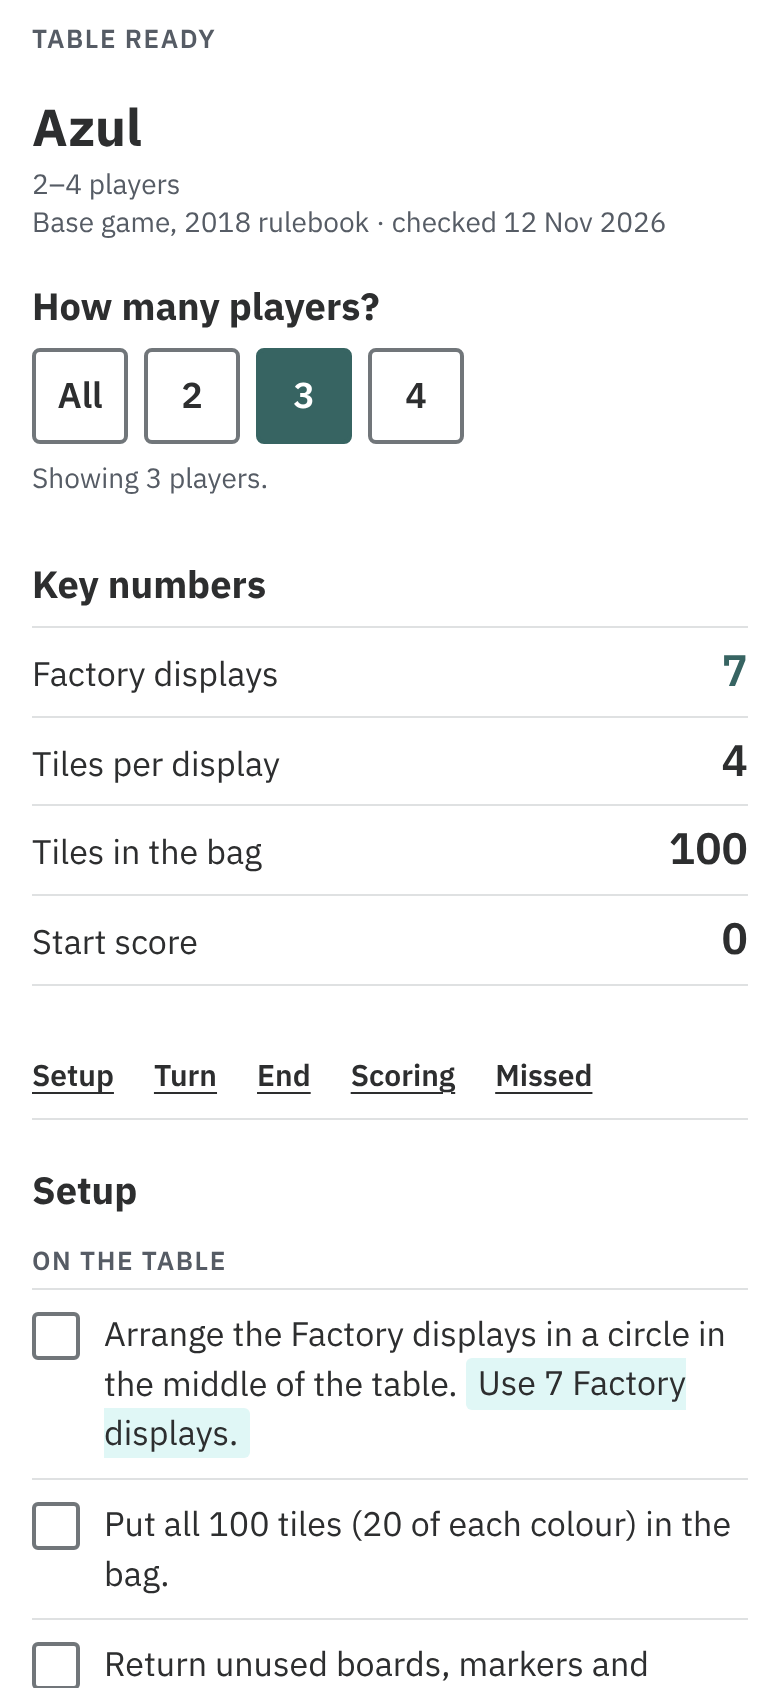 TABLE READY
Azul
2–4 players
Base game, 2018 rulebook · checked 12 Nov 2026
How many players?
All 2 3 4
Showing 3 players.
Key numbers
Factory displays 7
Tiles per display 4
Tiles in the bag 100
Start score 0
Setup Turn End Scoring Missed
Setup
ON THE TABLE
Arrange the Factory displays in a circle in
the middle of the table. Use 7 Factory
displays.
Put all 100 tiles (20 of each colour) in the
bag.
Return unused boards, markers and